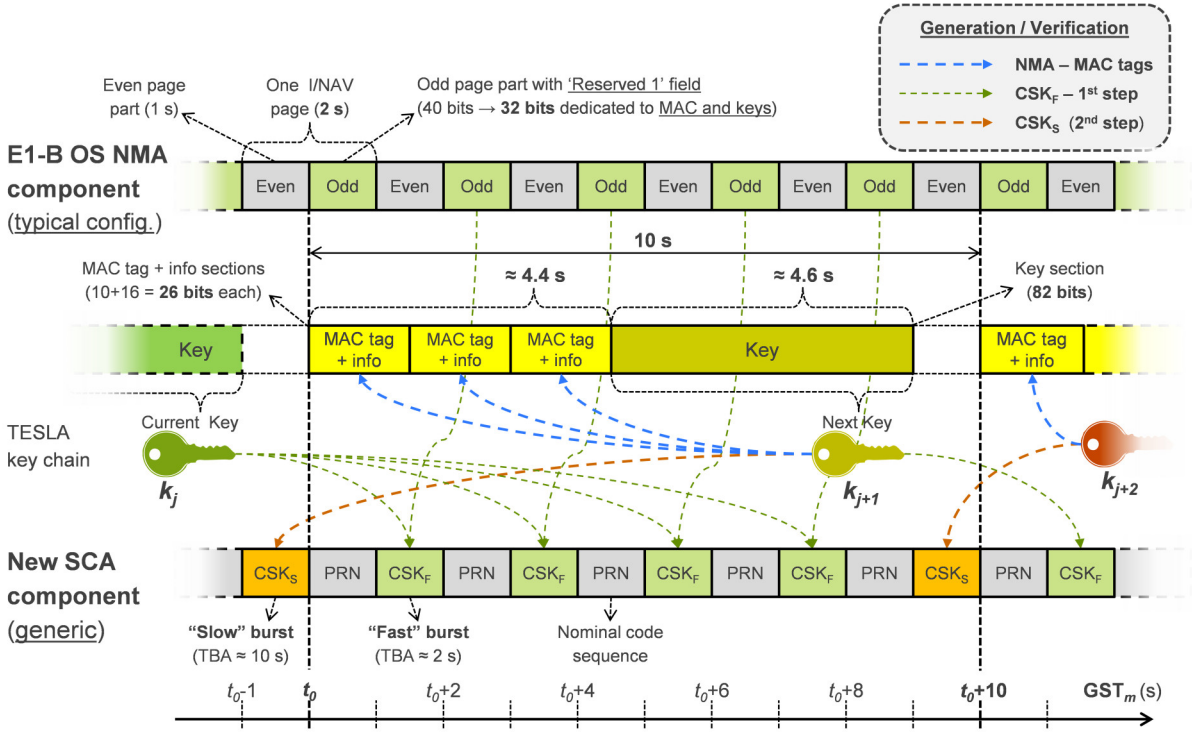 Generation / Verification
NMA – MAC tags
CSKF – 1st step
CSKS (2nd step)
Even page
part (1 s)
One I/NAV
page (2 s)
Odd page part with ‘Reserved 1’ field
(40 bits → 32 bits dedicated to MAC and keys)
E1-B OS NMA
component
(typical config.)
Even Odd Even Odd Even Odd Even Odd Even Odd Even Odd Even
10 s
MAC tag + info sections
(10+16 = 26 bits each)
≈ 4.4 s
≈ 4.6 s
Key section
(82 bits)
Key
MAC tag
+ info
MAC tag
+ info
MAC tag
+ info
Key
MAC tag
+ info
Current Key
Next Key
TESLA
key chain
kj
kj+1
kj+2
New SCA
component
(generic)
CSKS PRN CSKF PRN CSKF PRN CSKF PRN CSKF PRN CSKS PRN CSKF
“Slow” burst
(TBA ≈ 10 s)
“Fast” burst
(TBA ≈ 2 s)
Nominal code
sequence
t0-1 t0 t0+2 t0+4 t0+6 t0+8 t0+10 GSTm (s)